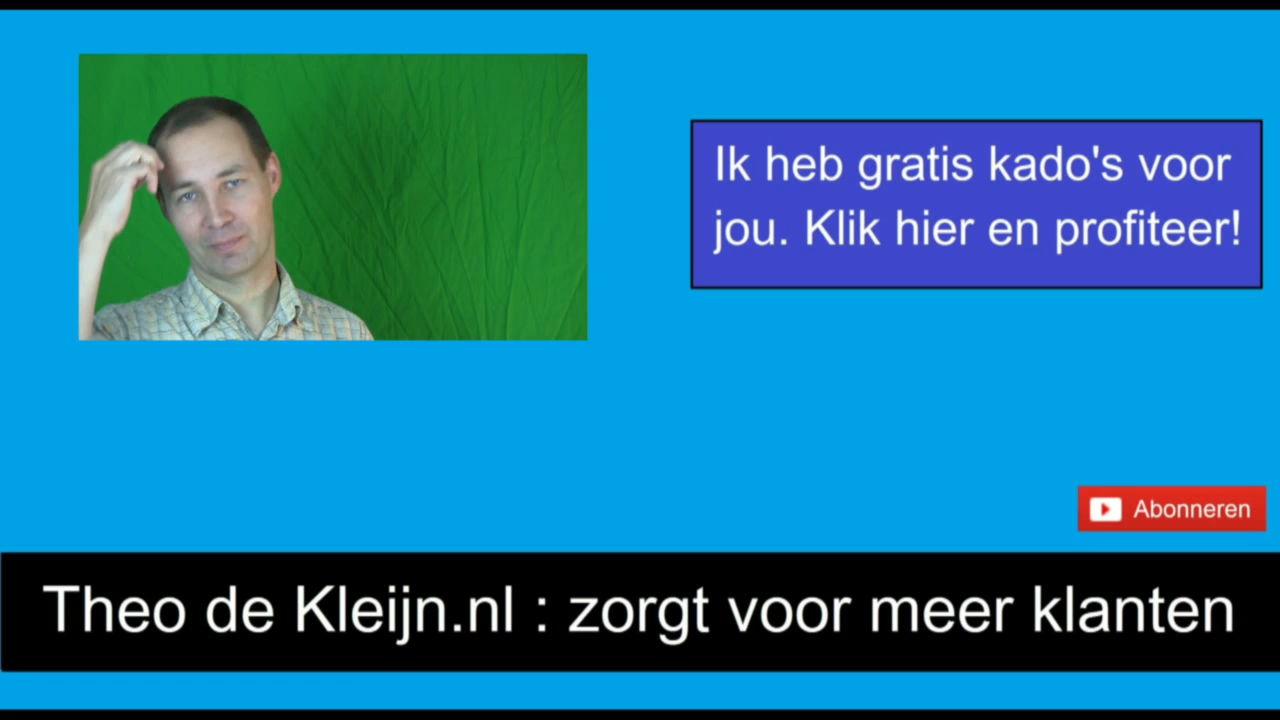 Ik heb gratis kado's voor
jou. Klik hier en profiteer!
Abonneren
Theo de Kleijn.nl : zorgt voor meer klanten